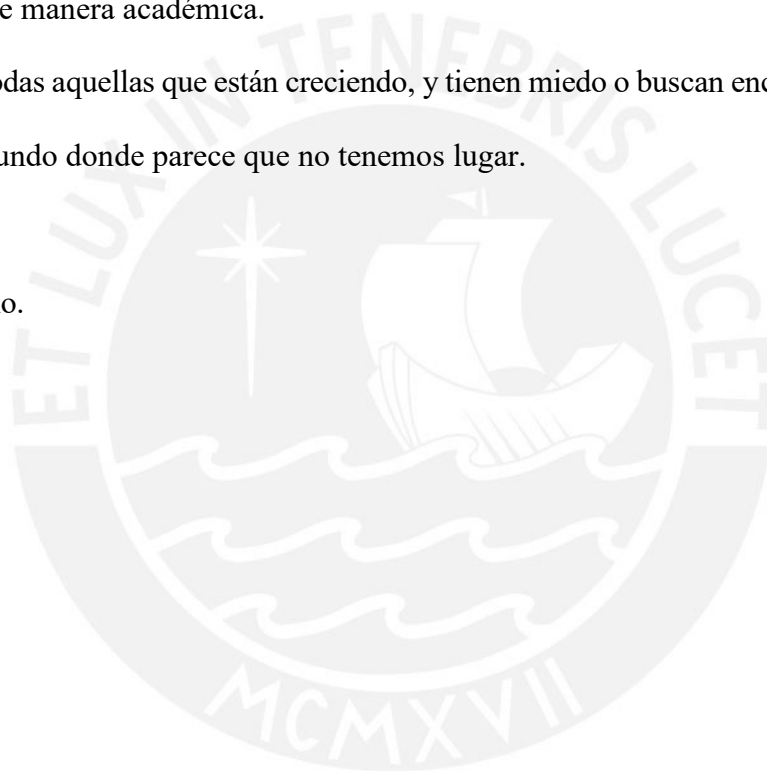 e manera académica.
odas aquellas que están creciendo, y tienen miedo o buscan enc
undo donde parece que no tenemos lugar.
o.
ET LUX IN TENEBRIS LUCET
MCMXVII